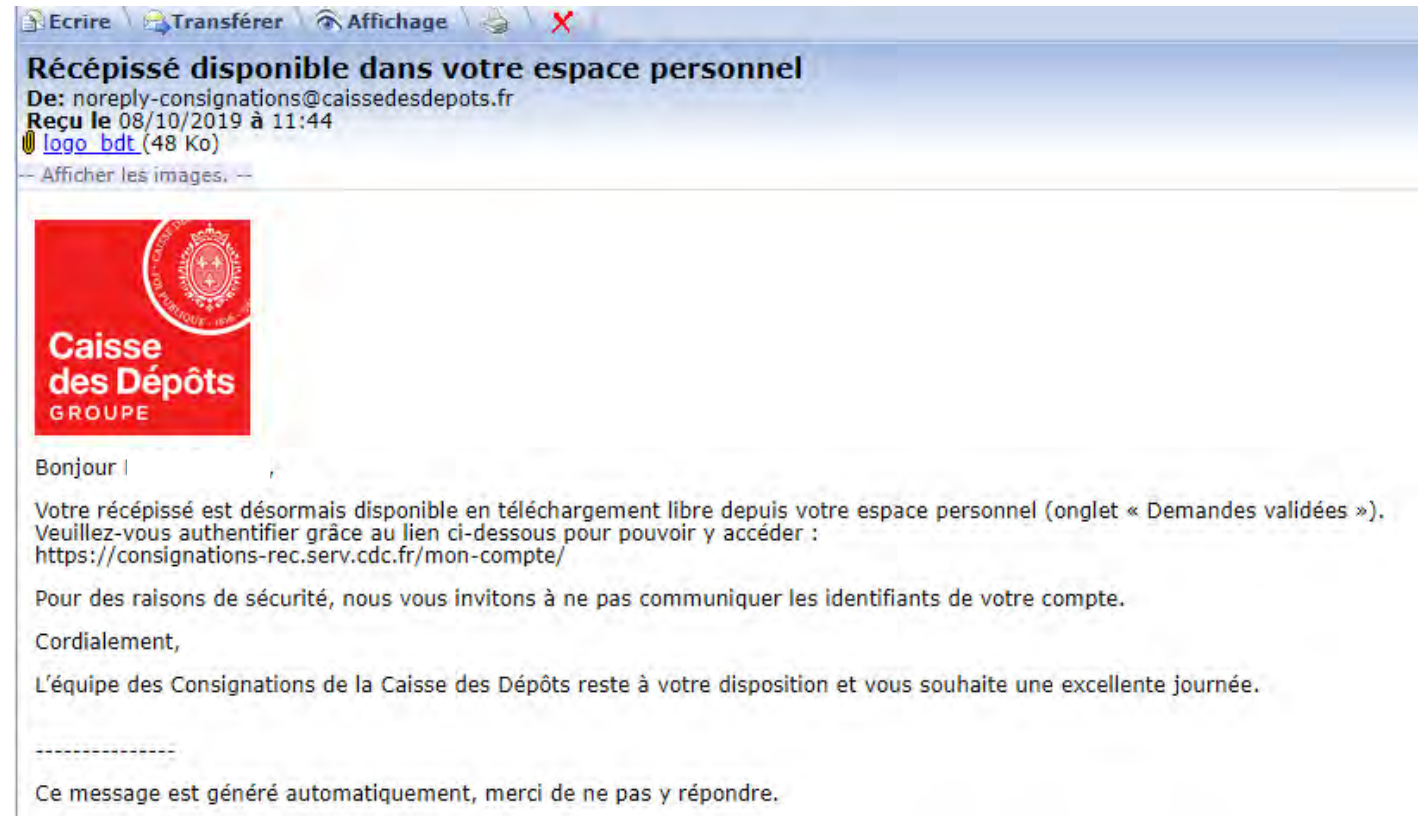 Ecrire Transférer Affichage
Récépissé disponible dans votre espace personnel
De: noreply-consignations@caissedesdepots.fr
Reçu le 08/10/2019 à 11:44
logo_bdt (48 Ko)
-- Afficher les images. --
Caisse
des Dépôts
GROUPE
Bonjour ,
Votre récépissé est désormais disponible en téléchargement libre depuis votre espace personnel (onglet « Demandes validées »).
Veuillez-vous authentifier grâce au lien ci-dessous pour pouvoir y accéder :
https://consignations-rec.serv.cdc.fr/mon-compte/
Pour des raisons de sécurité, nous vous invitons à ne pas communiquer les identifiants de votre compte.
Cordialement,
L'équipe des Consignations de la Caisse des Dépôts reste à votre disposition et vous souhaite une excellente journée.
---------------
Ce message est généré automatiquement, merci de ne pas y répondre.